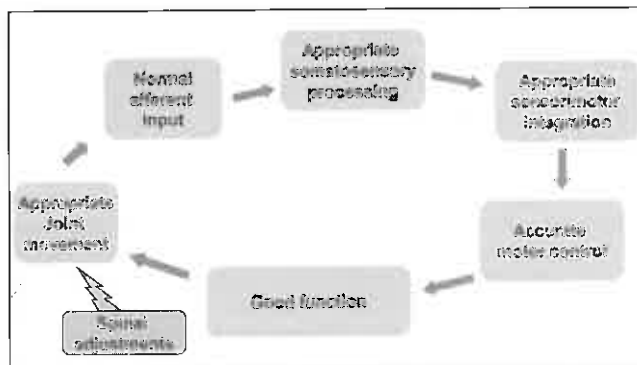 Appropriate
somatosensory
processing
Normal
afferent
input
Appropriate
sensorimotor
integration
Appropriate
Joint
movement
Accurate
motor control
Good function
Spinal
adjustments